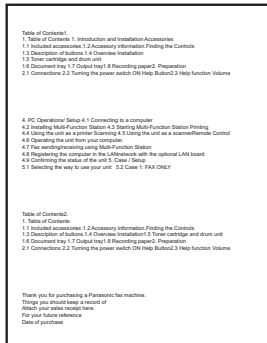 Table of Contents1.
1. Table of Contents 1. Introduction and Installation Accessories
1.1 Included accessories.1.2 Accessory information.Finding the Controls
1.3 Description of buttons.1.4 Overview Installation
1.5 Toner cartridge and drum unit
1.6 Document tray 1.7 Output tray1.8 Recording paper2. Preparation
2.1 Connections 2.2 Turning the power switch ON Help Button2.3 Help function Volume
4. PC Operations/ Setup 4.1 Connecting to a computer
4.2 Installing Multi-Function Station 4.3 Starting Multi-Function Station Printing
4.4 Using the unit as a printer Scanning 4.5 Using the unit as a scannerRemote Control
4.6 Operating the unit from your computer.
4.7 Fax sending/receiving using Multi-Function Station
4.8 Registering the computer in the LANnetwork with the optional LAN board
4.9 Confirming the status of the unit 5. Case / Setup
5.1 Selecting the way to use your unit 5.2 Case 1: FAX ONLY
Table of Contents2.
1. Table of Contents
1.1 Included accessories.1.2 Accessory information.Finding the Controls
1.3 Description of buttons.1.4 Overview Installation1.5 Toner cartridge and drum unit
1.6 Document tray 1.7 Output tray1.8 Recording paper2. Preparation
2.1 Connections 2.2 Turning the power switch ON Help Button2.3 Help function Volume
Thank you for purchasing a Panasonic fax machine.
Things you should keep a record of
Attach your sales receipt here.
For your future reference
Date of purchase